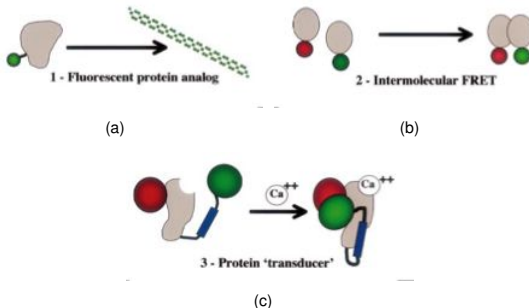 1 - Fluorescent protein analog
2 - Intermolecular FRET
(a)
(b)
Ca++
Ca++
3 - Protein 'transducer'
(c)